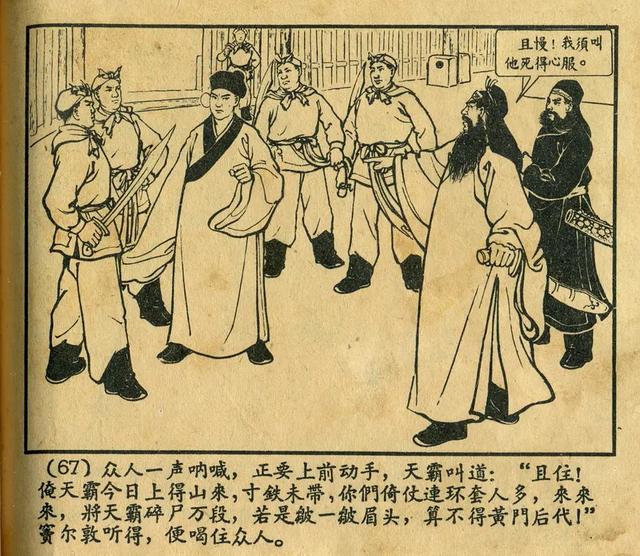 且慢！我須叫
他死得心服。
(67) 众人一声吶喊，正要上前动手，天霸叫道：“且住！
俺天霸今日上得山來，寸鉄未帶，你們倚仗連环套人多，來來
來，將天霸碎尸万段，若是皺一皺眉头，算不得黃門后代！”
竇尔敦听得，便喝住众人。